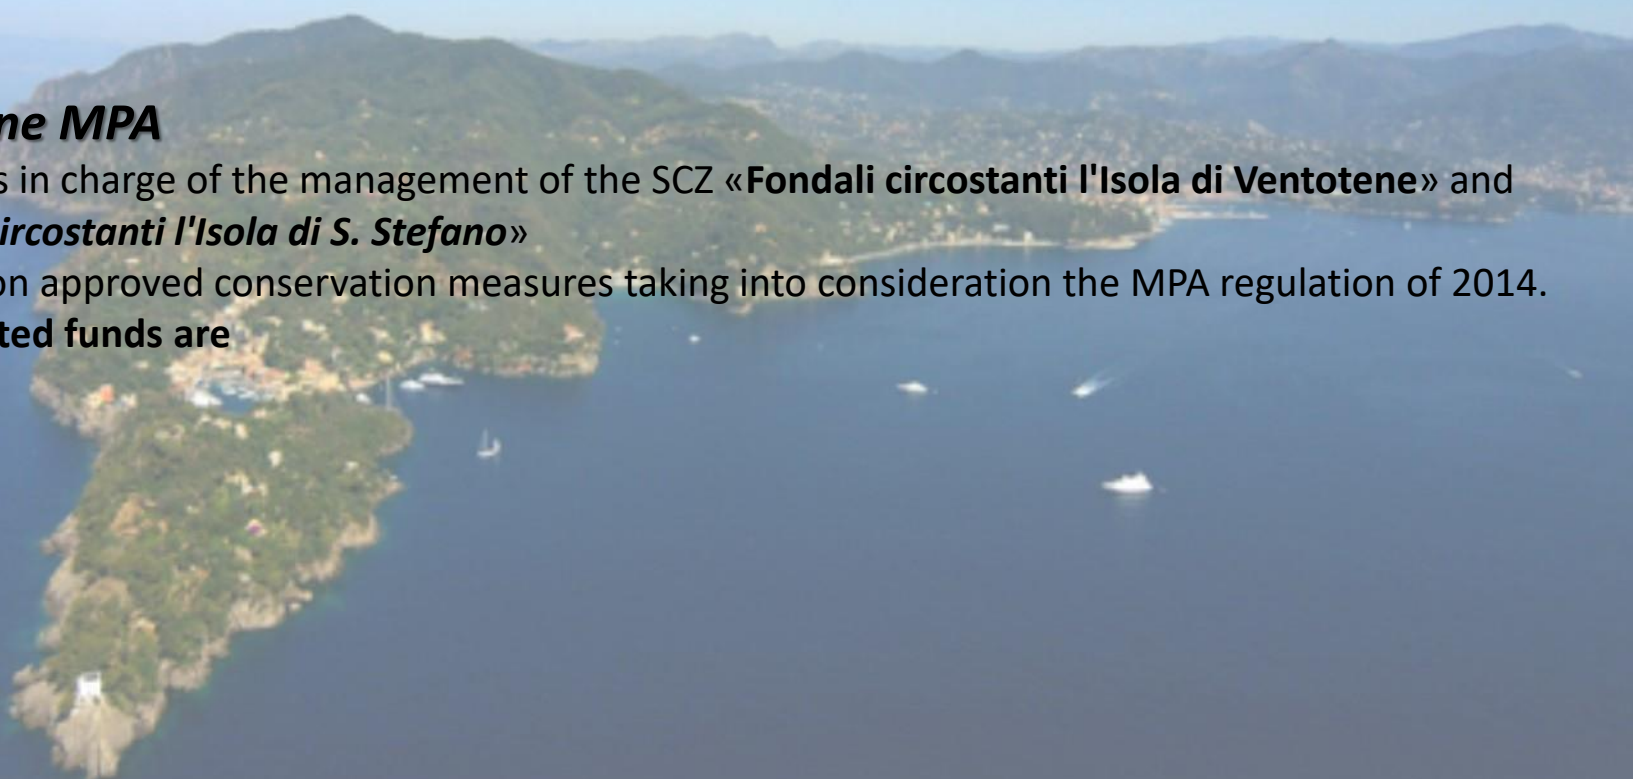 ne MPA
s in charge of the management of the SCZ «Fondali circostanti l'Isola di Ventotene» and
ircostanti l'Isola di S. Stefano»
on approved conservation measures taking into consideration the MPA regulation of 2014.
ted funds are